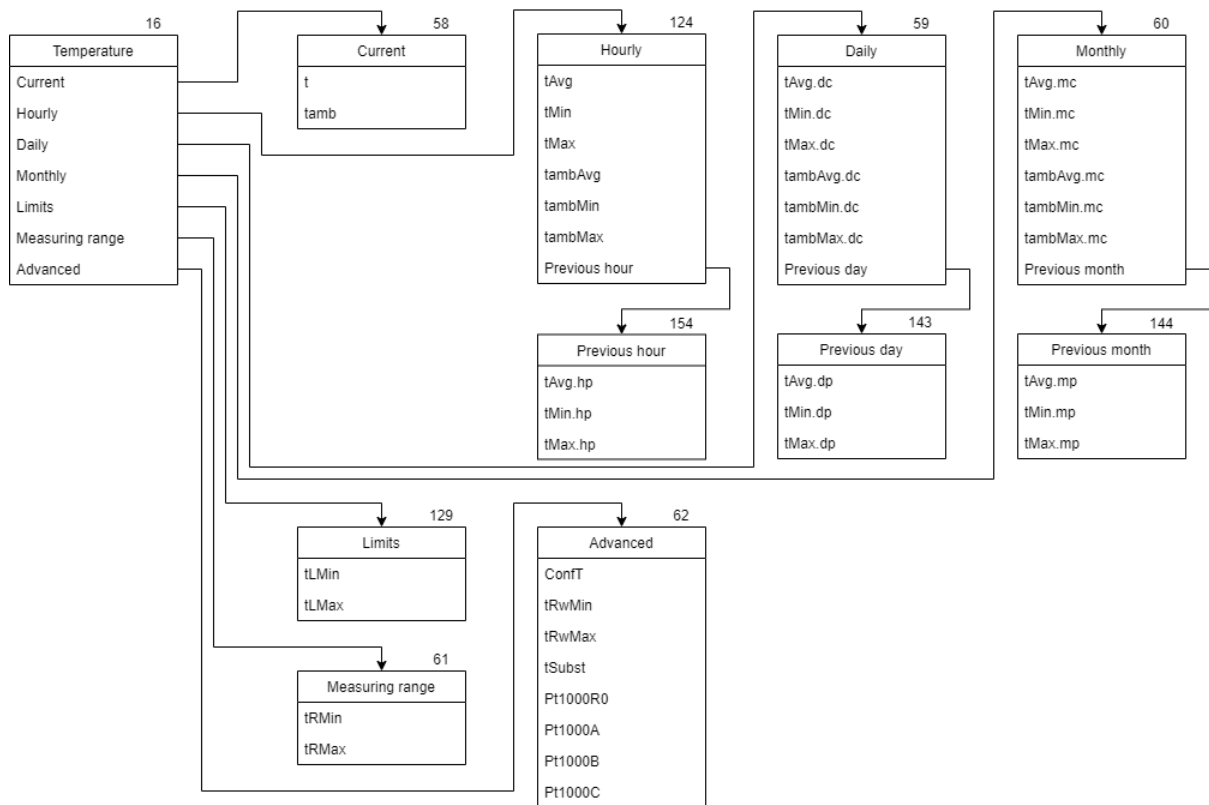 16
Temperature
Current
Hourly
Daily
Monthly
Limits
Measuring range
Advanced
58
Current
t
tamb
124
Hourly
tAvg
tMin
tMax
tambAvg
tambMin
tambMax
Previous hour
59
Daily
tAvg.dc
tMin.dc
tMax.dc
tambAvg.dc
tambMin.dc
tambMax.dc
Previous day
60
Monthly
tAvg.mc
tMin.mc
tMax.mc
tambAvg.mc
tambMin.mc
tambMax.mc
Previous month
154
Previous hour
tAvg.hp
tMin.hp
tMax.hp
143
Previous day
tAvg.dp
tMin.dp
tMax.dp
144
Previous month
tAvg.mp
tMin.mp
tMax.mp
129
Limits
tLMin
tLMax
61
Measuring range
tRMin
tRMax
62
Advanced
ConfT
tRwMin
tRwMax
tSubst
Pt1000R0
Pt1000A
Pt1000B
Pt1000C